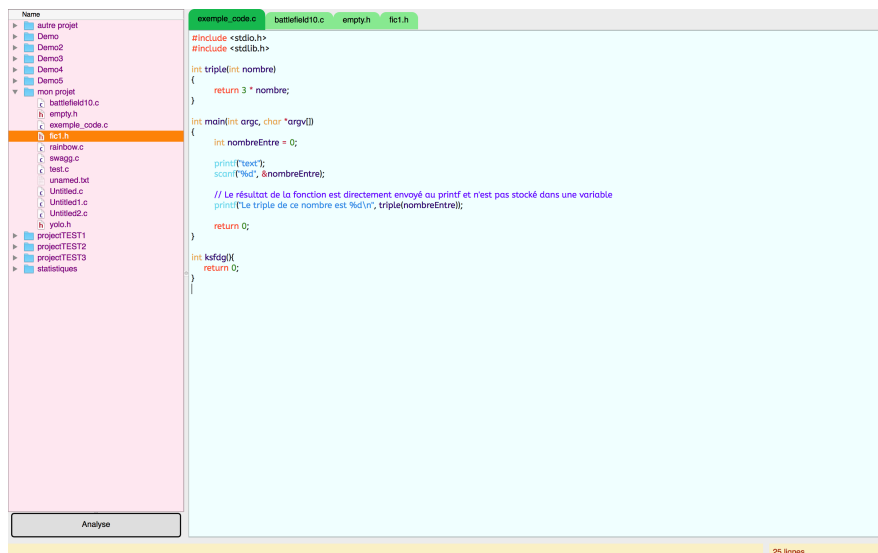 Name
autre projet
Demo
Demo2
Demo3
Demo4
Demo5
mon projet
battlefield10.c
empty.h
exemple_code.c
fic1.h
rainbow.c
swagg.c
test.c
unamed.txt
Untitled.c
Untitled1.c
Untitled2.c
yolo.h
projectTEST1
projectTEST2
projectTEST3
statistiques
Analyse
exemple_code.c battlefield10.c empty.h fic1.h
#include <stdio.h>
#include <stdlib.h>
int triple(int nombre)
{
return 3 * nombre;
}
int main(int argc, char *argv[])
{
int nombreEntre = 0;
printf("text");
scanf("%d", &nombreEntre);
// Le résultat de la fonction est directement envoyé au printf et n'est pas stocké dans une variable
printf("Le triple de ce nombre est %d\n", triple(nombreEntre));
return 0;
}
int ksfdg(){
return 0;
}
25 lignes